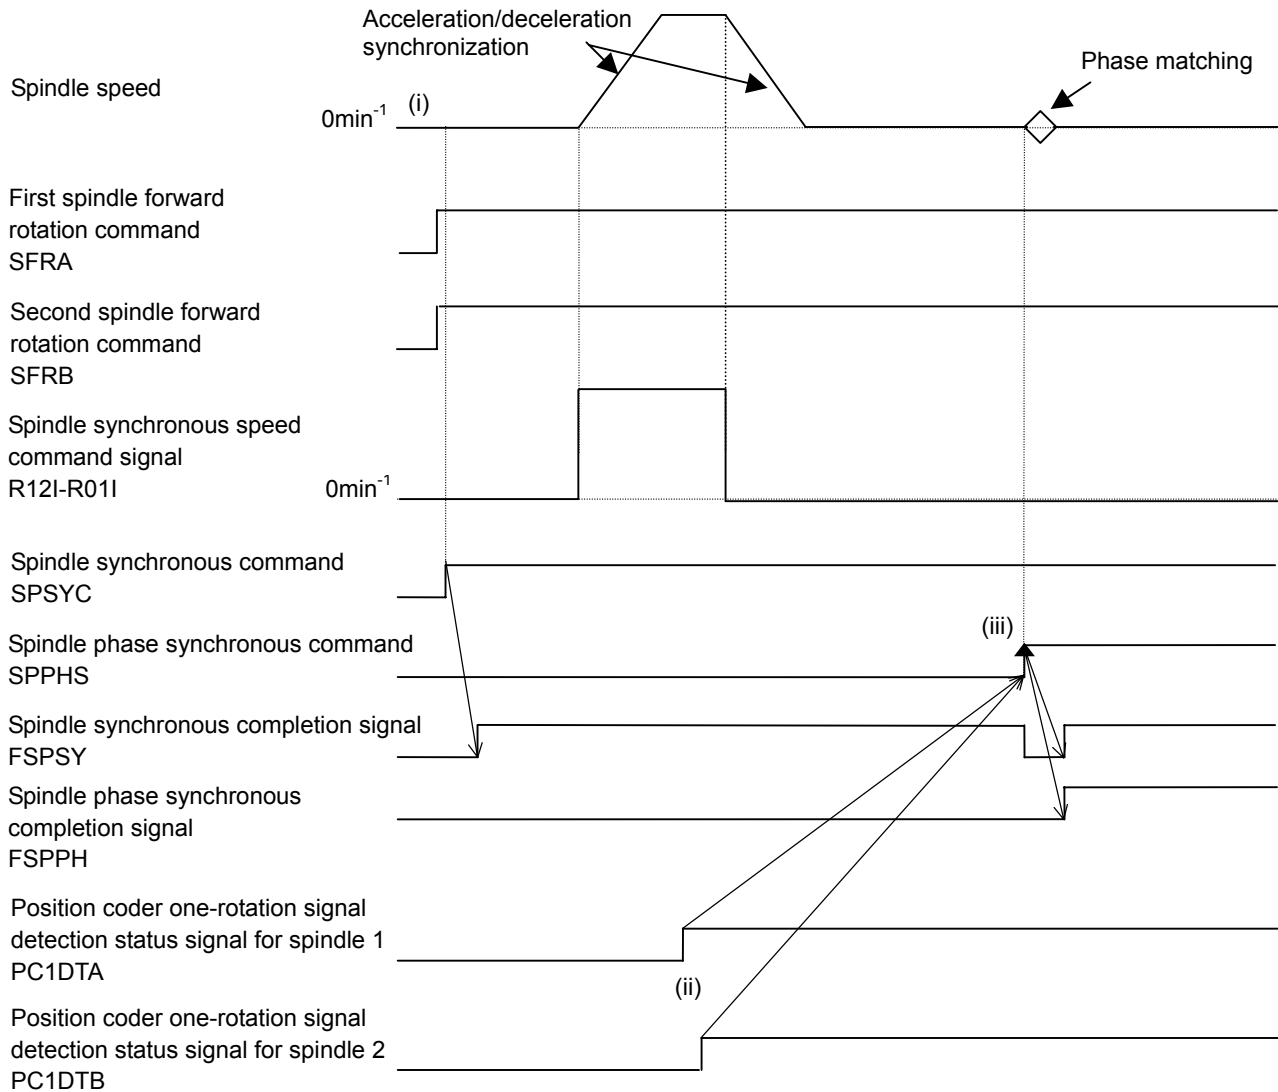 Acceleration/deceleration
synchronization
Phase matching
Spindle speed
0min-1
(i)
First spindle forward
rotation command
SFRA
Second spindle forward
rotation command
SFRB
Spindle synchronous speed
command signal
R12I-R01I
0min-1
Spindle synchronous command
SPSYC
Spindle phase synchronous command
SPPHS
(iii)
Spindle synchronous completion signal
FSPSY
Spindle phase synchronous
completion signal
FSPPH
Position coder one-rotation signal
detection status signal for spindle 1
PC1DTA
(ii)
Position coder one-rotation signal
detection status signal for spindle 2
PC1DTB